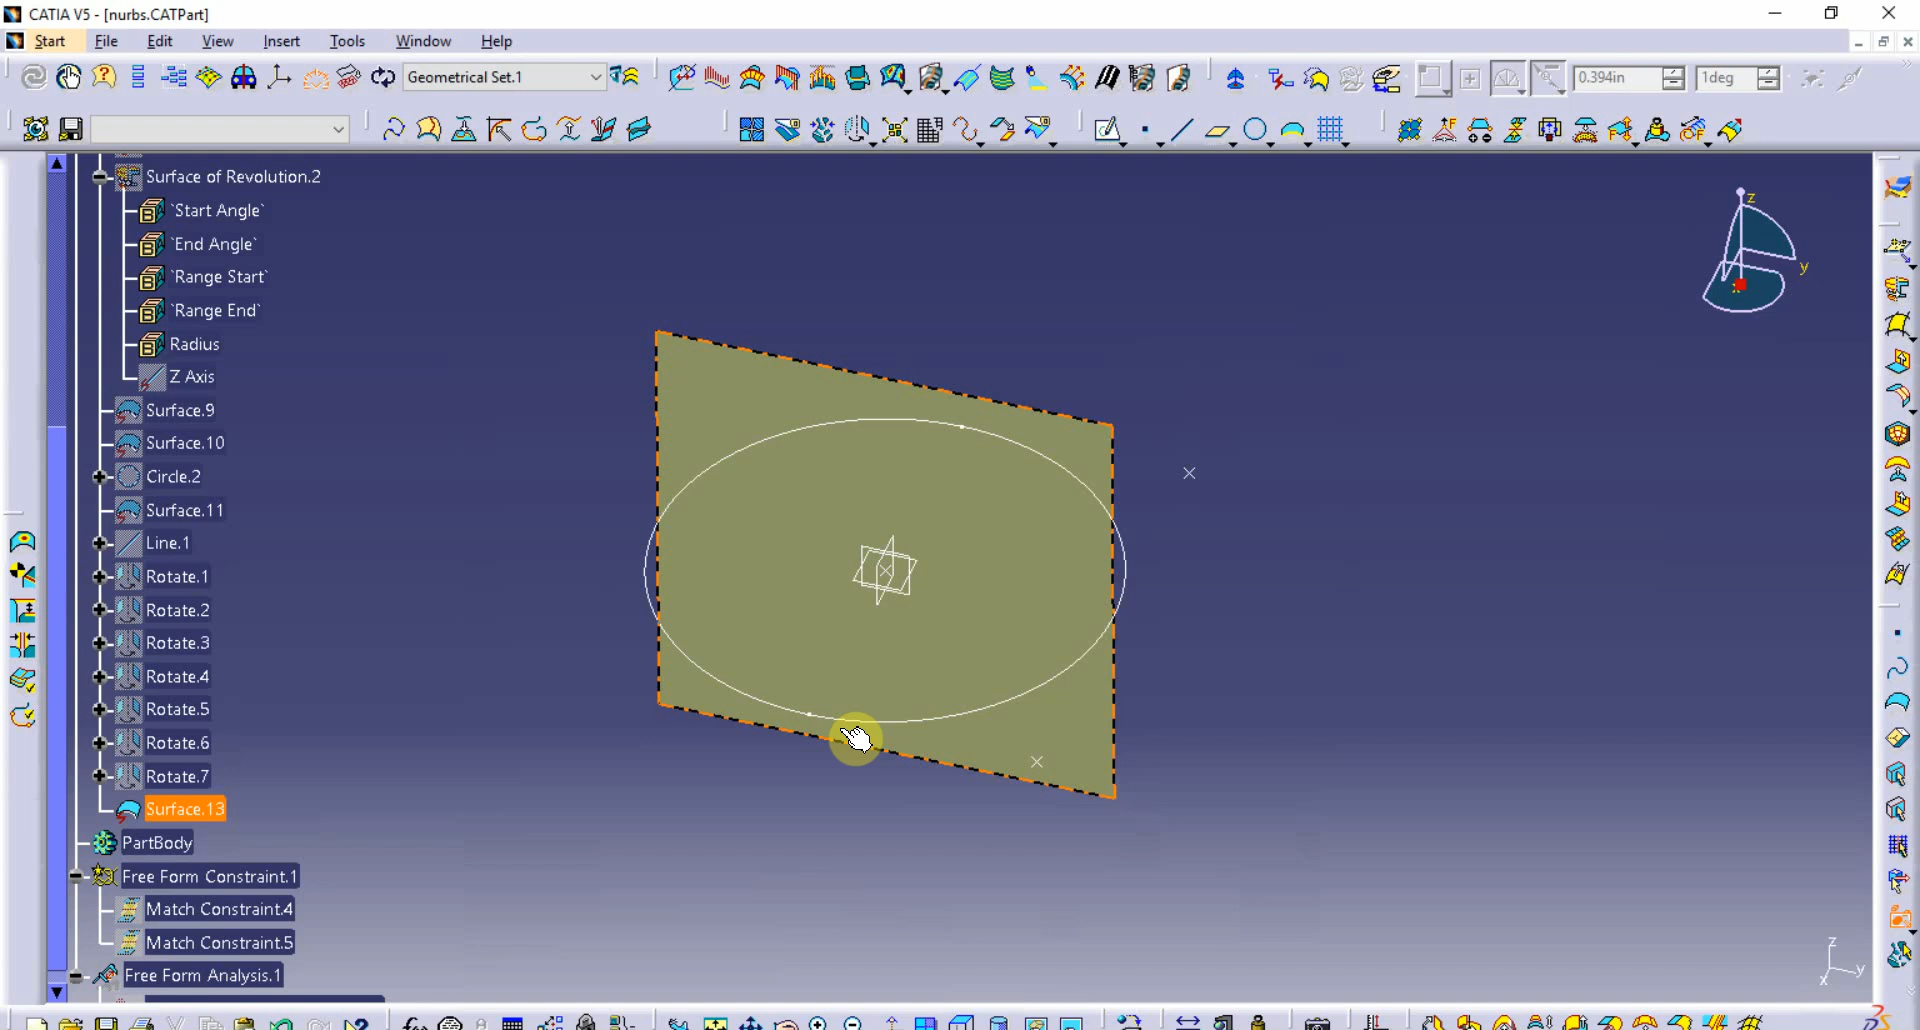 CATIA V5 - [nurbs.CATPart]
Start File Edit View Insert Tools Window Help
Geometrical Set.1
0.394in
1deg
Surface of Revolution.2
`Start Angle`
`End Angle`
`Range Start`
`Range End`
Radius
Z Axis
Surface.9
Surface.10
Circle.2
Surface.11
Line.1
Rotate.1
Rotate.2
Rotate.3
Rotate.4
Rotate.5
Rotate.6
Rotate.7
Surface.13
PartBody
Free Form Constraint.1
Match Constraint.4
Match Constraint.5
Free Form Analysis.1
z
y
z
y
x